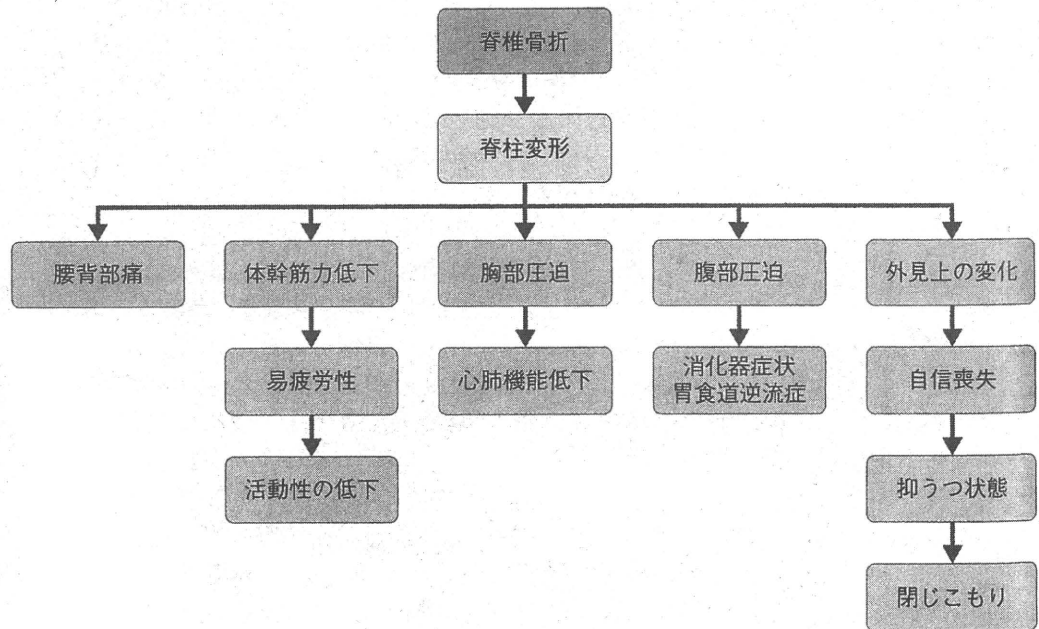 脊椎骨折
脊柱変形
腰背部痛
体幹筋力低下
胸部圧迫
腹部圧迫
外見上の変化
易疲労性
心肺機能低下
消化器症状
胃食道逆流症
自信喪失
活動性の低下
抑うつ状態
閉じこもり